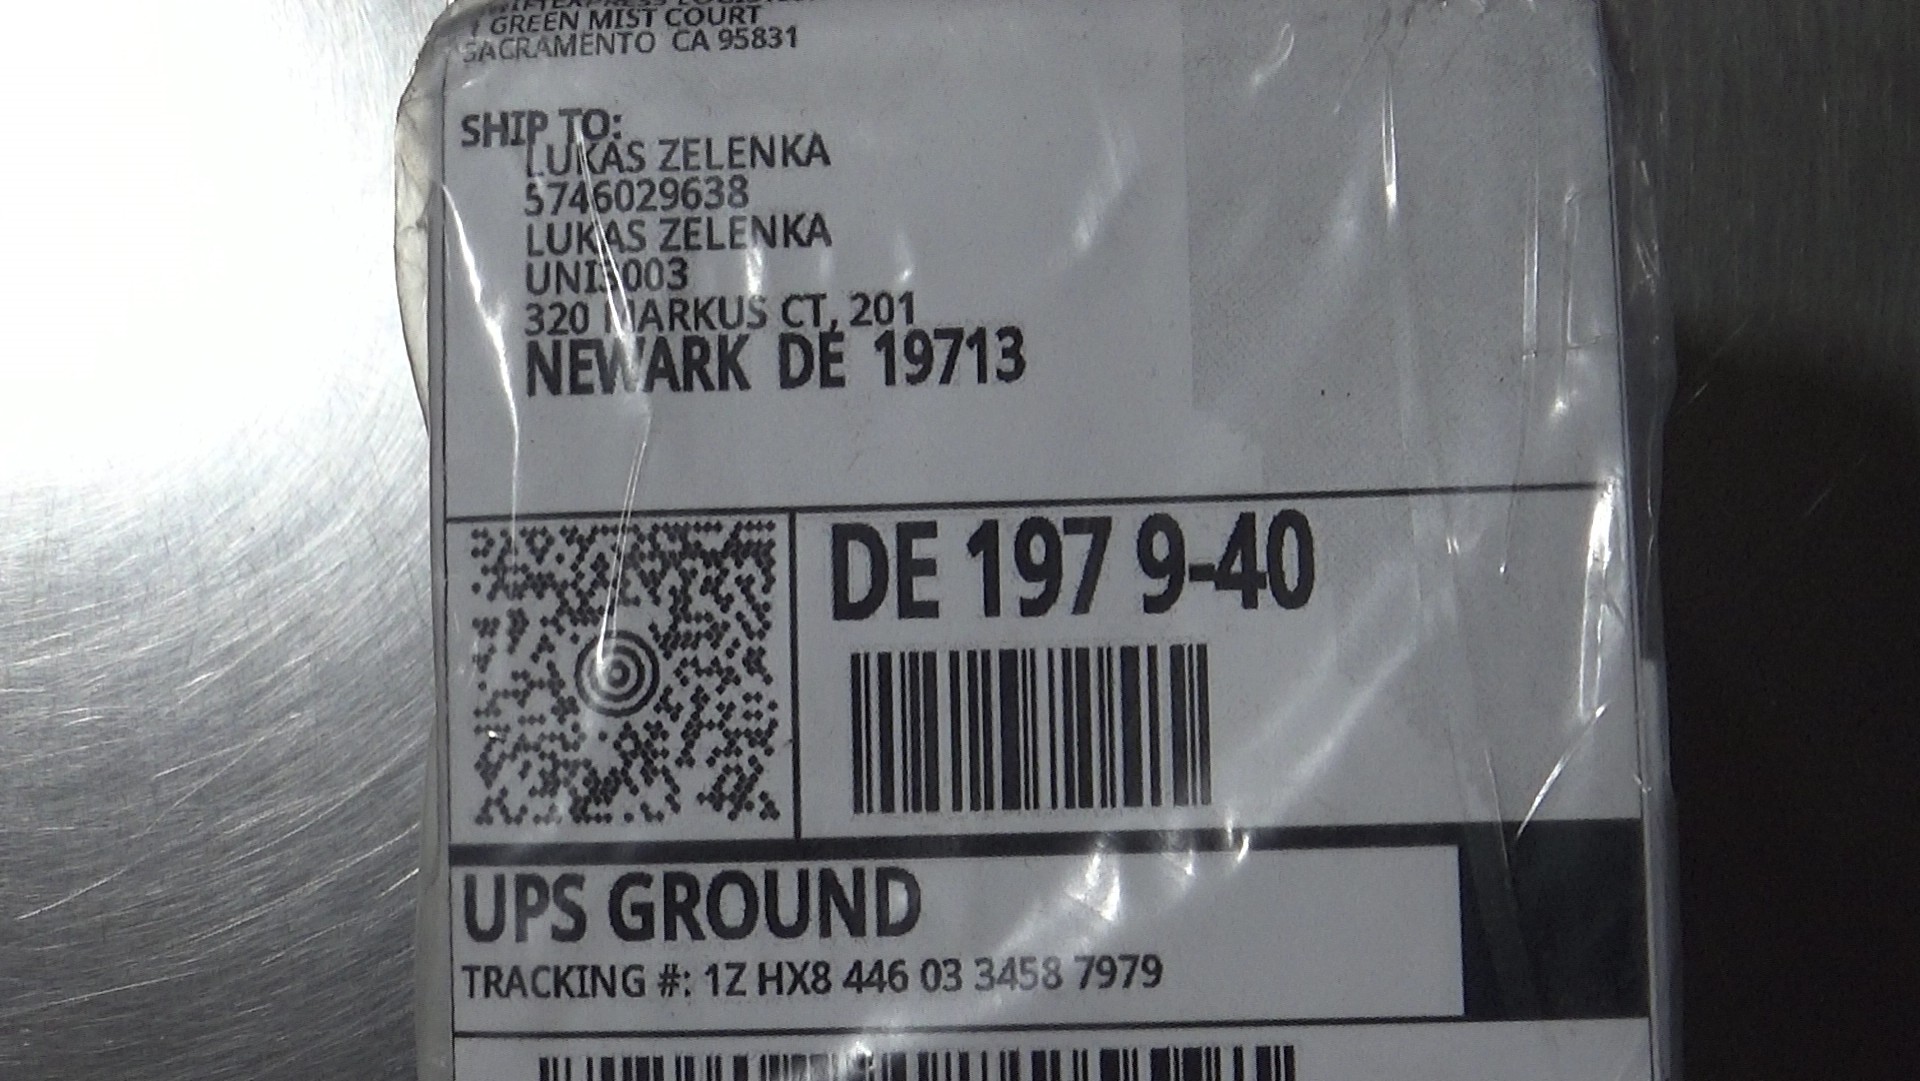 GREEN MIST COURT
SACRAMENTO CA 95831
SHIP TO:
LUKAS ZELENKA
5746029638
LUKAS ZELENKA
UNI3003
320 MARKUS CT, 201
NEWARK DE 19713
DE 197 9-40
UPS GROUND
TRACKING #: 1Z HX8 446 03 3458 7979